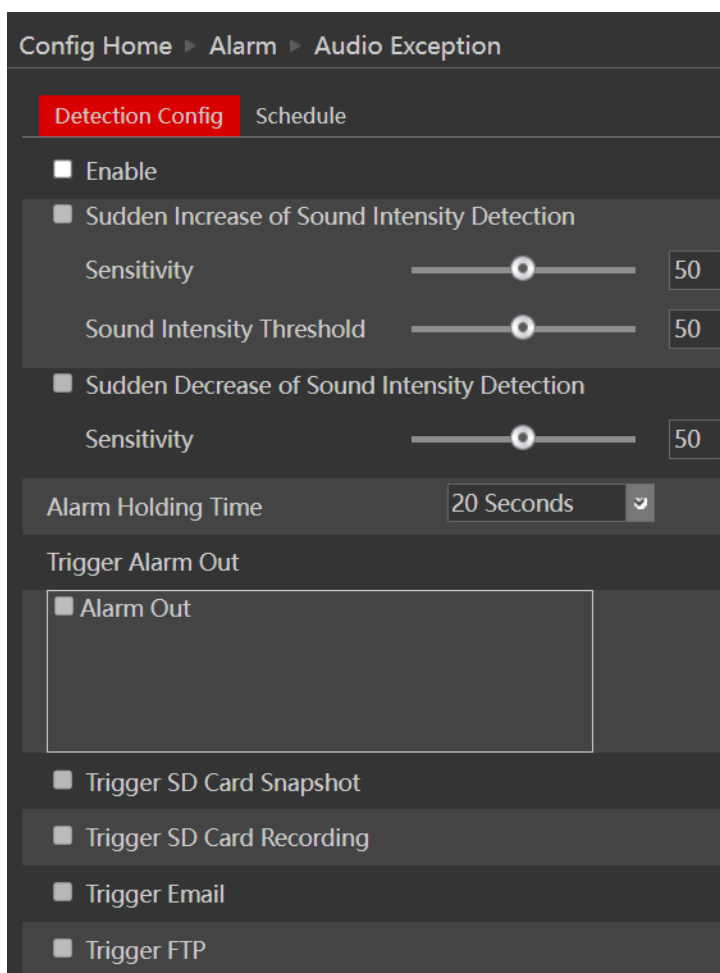 Config Home ▶ Alarm ▶ Audio Exception
Detection Config Schedule
Enable
Sudden Increase of Sound Intensity Detection
Sensitivity 50
Sound Intensity Threshold 50
Sudden Decrease of Sound Intensity Detection
Sensitivity 50
Alarm Holding Time 20 Seconds
Trigger Alarm Out
Alarm Out
Trigger SD Card Snapshot
Trigger SD Card Recording
Trigger Email
Trigger FTP